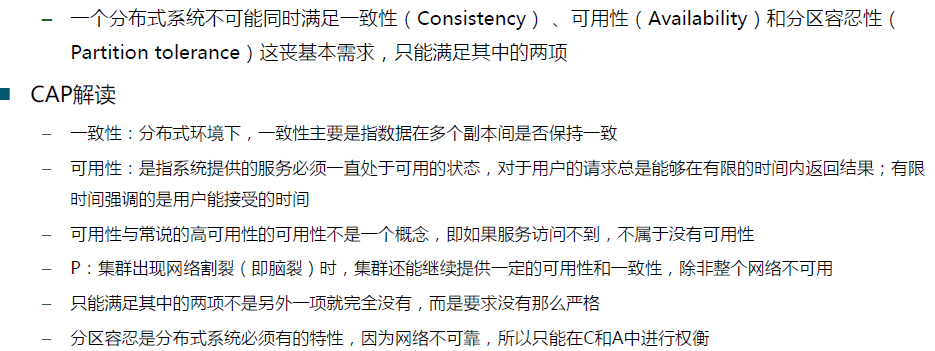 – 一个分布式系统不可能同时满足一致性（Consistency） 、可用性（Availability）和分区容忍性（
Partition tolerance）这丧基本需求，只能满足其中的两项
■ CAP解读
– 一致性：分布式环境下，一致性主要是指数据在多个副本间是否保持一致
– 可用性：是指系统提供的服务必须一直处于可用的状态，对于用户的请求总是能够在有限的时间内返回结果；有限
时间强调的是用户能接受的时间
– 可用性与常说的高可用性的可用性不是一个概念，即如果服务访问不到，不属于没有可用性
– P：集群出现网络割裂（即脑裂）时，集群还能继续提供一定的可用性和一致性，除非整个网络不可用
– 只能满足其中的两项不是另外一项就完全没有，而是要求没有那么严格
– 分区容忍是分布式系统必须有的特性，因为网络不可靠，所以只能在C和A中进行权衡